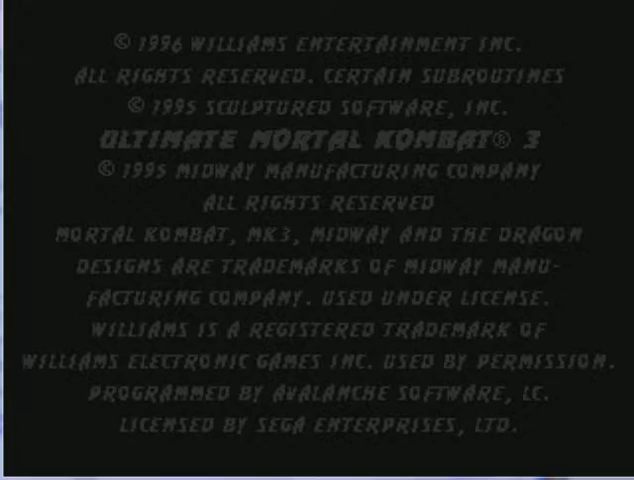 © 1996 WILLIAMS ENTERTAINMENT INC.
ALL RIGHTS RESERVED. CERTAIN SUBROUTINES
© 1995 SCULPTURED SOFTWARE, INC.
ULTIMATE MORTAL KOMBAT® 3
© 1995 MIDWAY MANUFACTURING COMPANY
ALL RIGHTS RESERVED
MORTAL KOMBAT, MK3, MIDWAY AND THE DRAGON
DESIGNS ARE TRADEMARKS OF MIDWAY MANU-
FACTURING COMPANY. USED UNDER LICENSE.
WILLIAMS IS A REGISTERED TRADEMARK OF
WILLIAMS ELECTRONIC GAMES INC. USED BY PERMISSION.
PROGRAMMED BY AVALANCHE SOFTWARE, LC.
LICENSED BY SEGA ENTERPRISES, LTD.